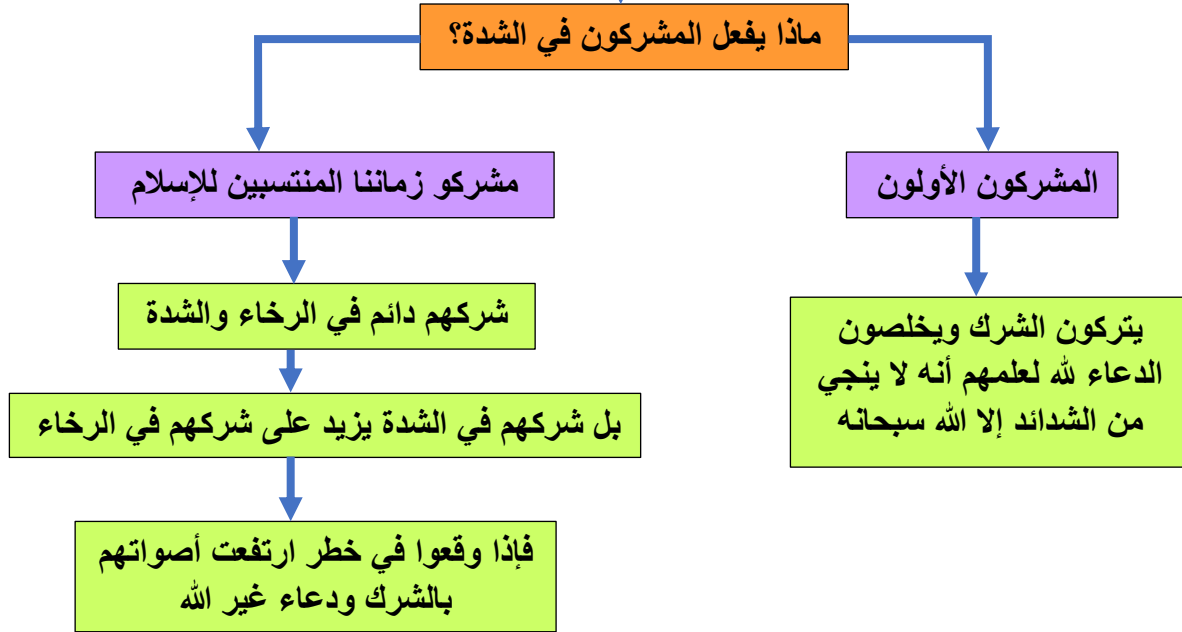 ماذا يفعل المشركون في الشدة؟
المشركون الأولون
يتركون الشرك ويخلصون
الدعاء لله لعلمهم أنه لا ينجي
من الشدائد إلا الله سبحانه
مشركو زماننا المنتسبين للإسلام
شركهم دائم في الرخاء والشدة
بل شركهم في الشدة يزيد على شركهم في الرخاء
فإذا وقعوا في خطر ارتفعت أصواتهم
بالشرك ودعاء غير الله